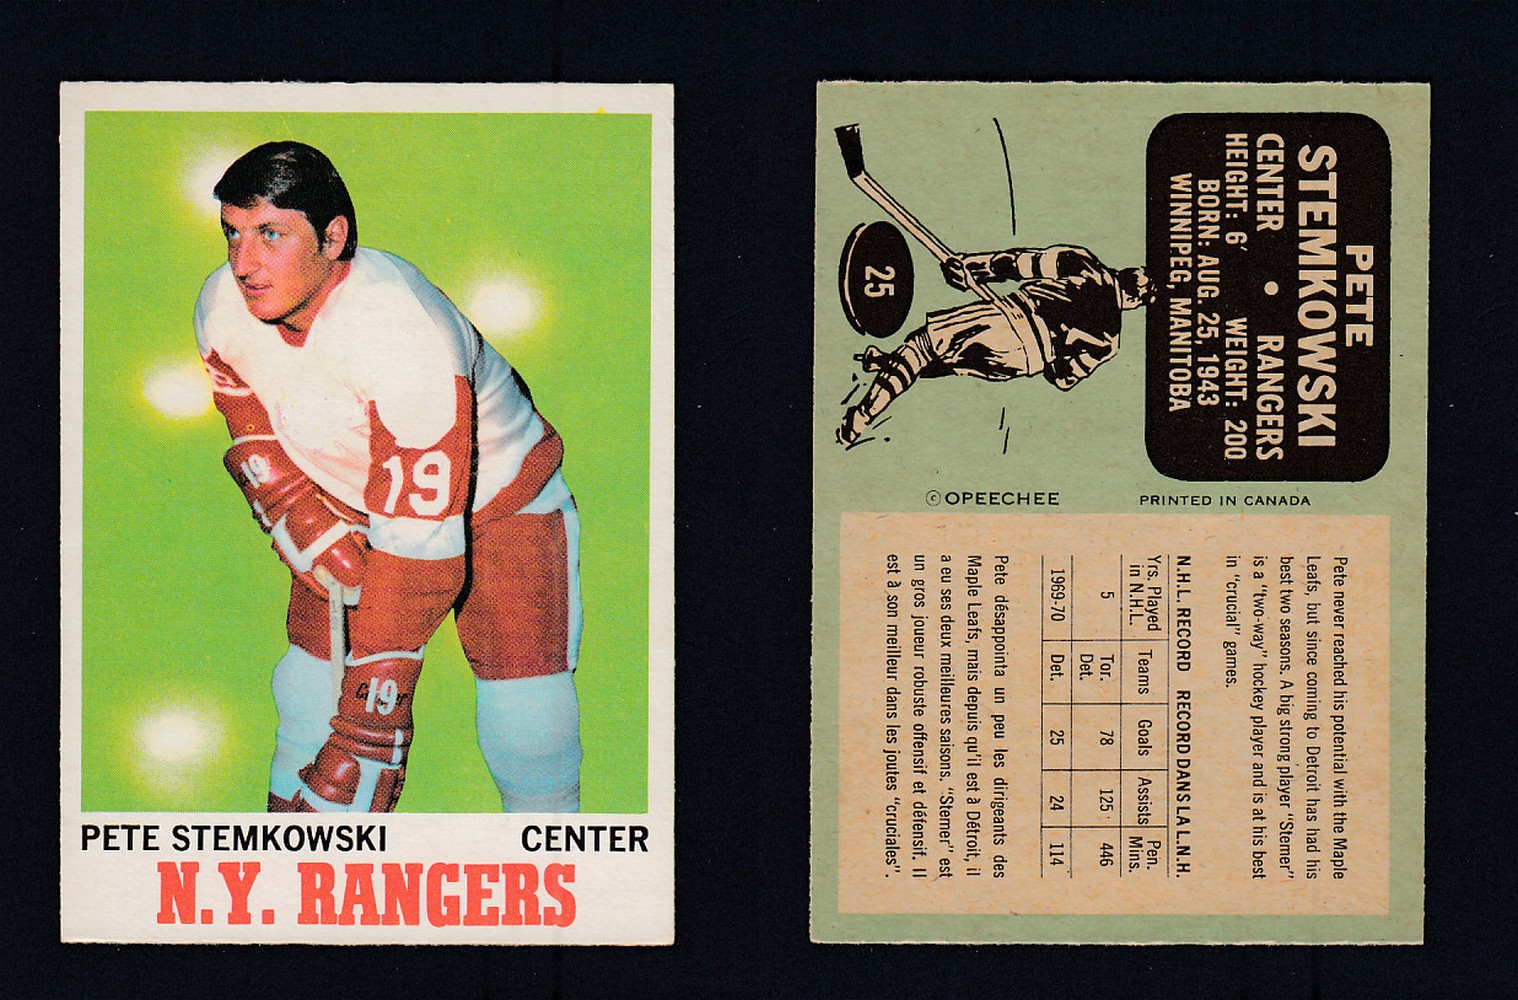 19
19
19
PETE STEMKOWSKI CENTER
N.Y. RANGERS
PETE
STEMKOWSKI
CENTER • RANGERS
HEIGHT: 6′ WEIGHT: 200
BORN: AUG. 25, 1943
WINNIPEG, MANITOBA
25
© OPEECHEE PRINTED IN CANADA
Pete never reached his potential with the Maple
Leafs, but since coming to Detroit has had his
best two seasons. A big strong player "Stemer"
is a "two-way" hockey player and is at his best
in "crucial" games.
N.H.L. RECORD RECORD DANS LA L.N.H.
Yrs. Played in N.H.L. Teams Goals Assists Pen. Mins.
5 Tor. Det. 78 125 446
1969-70 Det. 25 24 114
Pete désappointa un peu les dirigeants des
Maple Leafs, mais depuis qu'il est à Détroit, il
a eu ses deux meilleures saisons. "Stemer" est
un gros joueur robuste offensif et défensif. Il
est à son meilleur dans les joutes "cruciales".